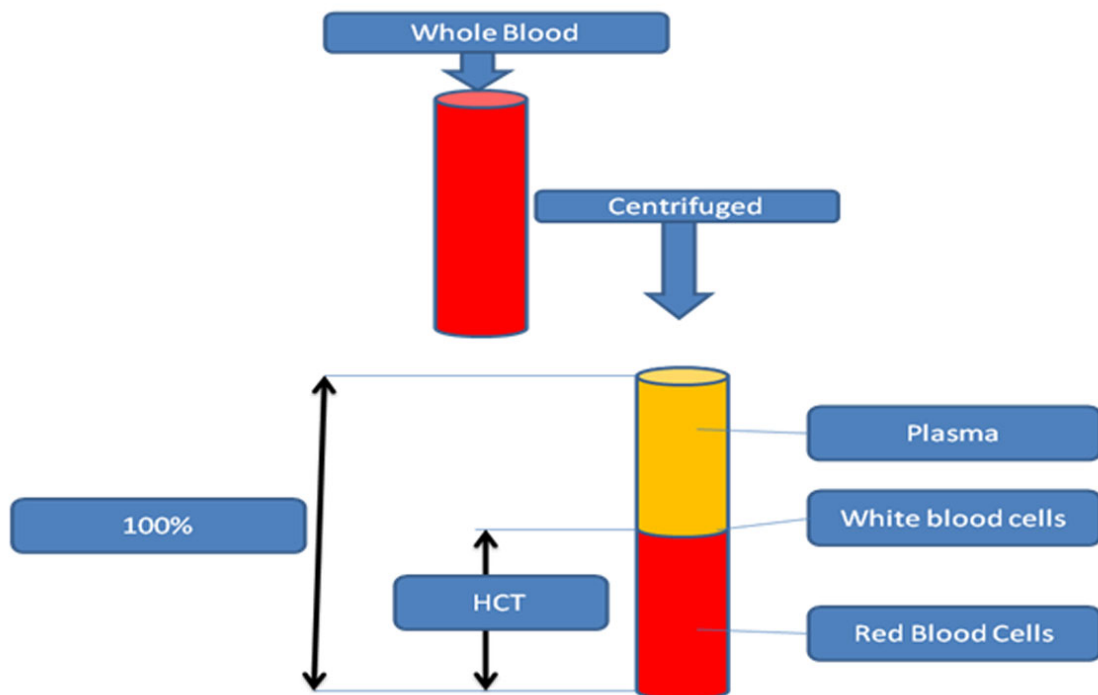 Whole Blood
Centrifuged
Plasma
White blood cells
100%
HCT
Red Blood Cells